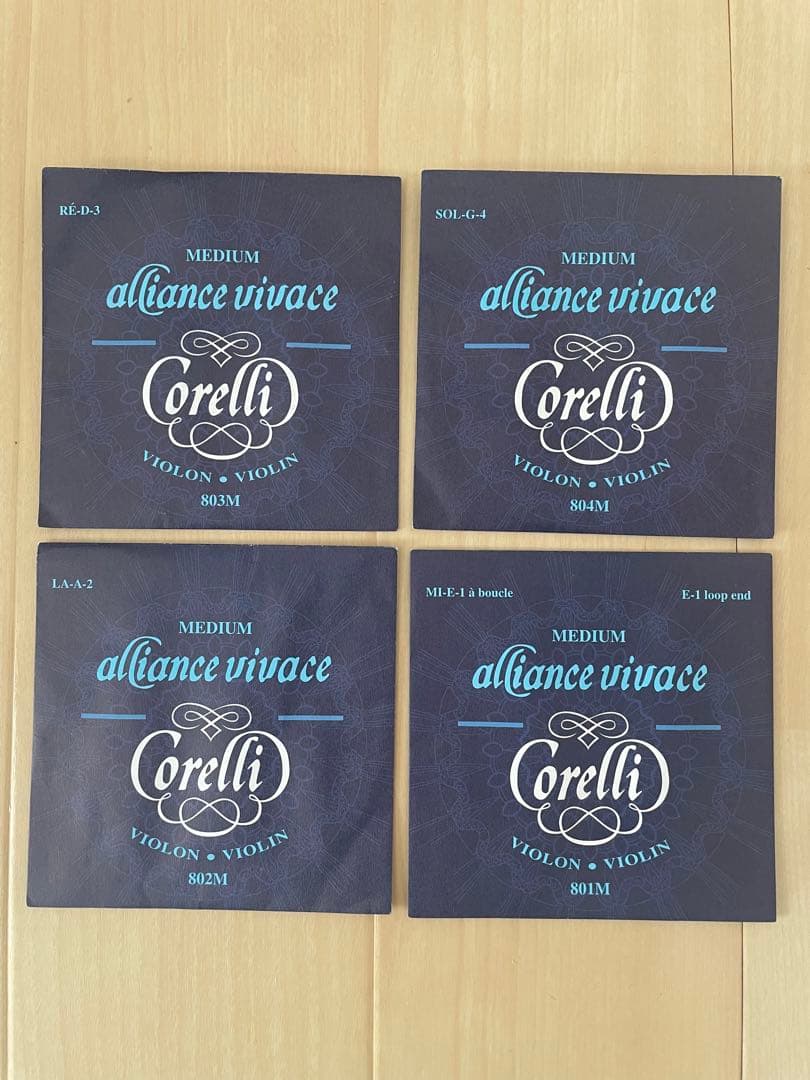 RÉ-D-3
MEDIUM
alliance vivace
Corelli
VIOLON • VIOLIN
803M
SOL-G-4
MEDIUM
alliance vivace
Corelli
VIOLON • VIOLIN
804M
LA-A-2
MEDIUM
alliance vivace
Corelli
VIOLON • VIOLIN
802M
MI-E-1 à boucle
E-1 loop end
MEDIUM
alliance vivace
Corelli
VIOLON • VIOLIN
801M